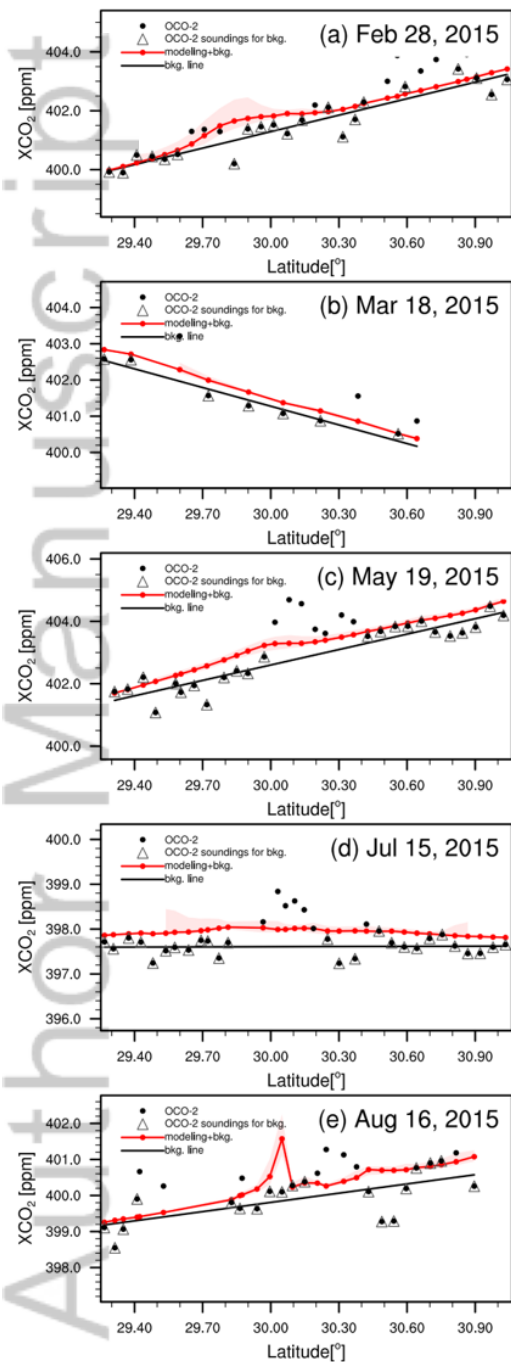 Author Manuscript
(a) Feb 28, 2015
OCO-2
OCO-2 soundings for bkg.
modeling+bkg.
bkg. line
XCO2 [ppm]
404.0
402.0
400.0
29.40 29.70 30.00 30.30 30.60 30.90
Latitude[o]
(b) Mar 18, 2015
OCO-2
OCO-2 soundings for bkg.
modeling+bkg.
bkg. line
XCO2 [ppm]
404.0
403.0
402.0
401.0
400.0
29.40 29.70 30.00 30.30 30.60 30.90
Latitude[o]
(c) May 19, 2015
OCO-2
OCO-2 soundings for bkg.
modeling+bkg.
bkg. line
XCO2 [ppm]
406.0
404.0
402.0
400.0
29.40 29.70 30.00 30.30 30.60 30.90
Latitude[o]
(d) Jul 15, 2015
OCO-2
OCO-2 soundings for bkg.
modeling+bkg.
bkg. line
XCO2 [ppm]
400.0
399.0
398.0
397.0
396.0
29.40 29.70 30.00 30.30 30.60 30.90
Latitude[o]
(e) Aug 16, 2015
OCO-2
OCO-2 soundings for bkg.
modeling+bkg.
bkg. line
XCO2 [ppm]
402.0
401.0
400.0
399.0
398.0
29.40 29.70 30.00 30.30 30.60 30.90
Latitude[o]